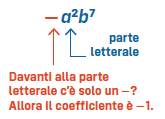 −a²b⁷
parte
letterale
Davanti alla parte
letterale c'è solo un −?
Allora il coefficiente è −1.